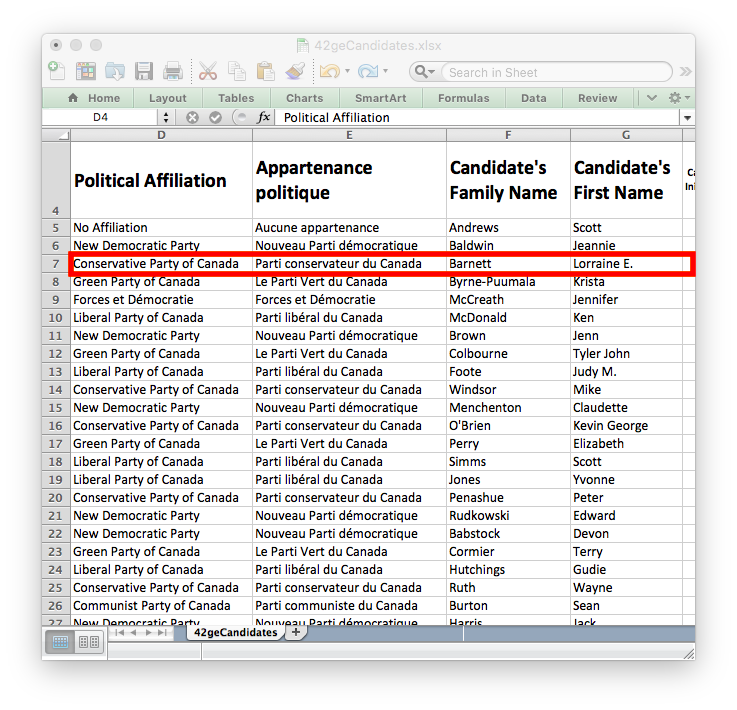 42geCandidates.xlsx
Search in Sheet
Home Layout Tables Charts SmartArt Formulas Data Review
D4 fx Political Affiliation
D E F G
4 Political Affiliation Appartenance politique Candidate's Family Name Candidate's First Name
5 No Affiliation Aucune appartenance Andrews Scott
6 New Democratic Party Nouveau Parti démocratique Baldwin Jeannie
7 Conservative Party of Canada Parti conservateur du Canada Barnett Lorraine E.
8 Green Party of Canada Le Parti Vert du Canada Byrne-Puumala Krista
9 Forces et Démocratie Forces et Démocratie McCreath Jennifer
10 Liberal Party of Canada Parti libéral du Canada McDonald Ken
11 New Democratic Party Nouveau Parti démocratique Brown Jenn
12 Green Party of Canada Le Parti Vert du Canada Colbourne Tyler John
13 Liberal Party of Canada Parti libéral du Canada Foote Judy M.
14 Conservative Party of Canada Parti conservateur du Canada Windsor Mike
15 New Democratic Party Nouveau Parti démocratique Menchenton Claudette
16 Conservative Party of Canada Parti conservateur du Canada O'Brien Kevin George
17 Green Party of Canada Le Parti Vert du Canada Perry Elizabeth
18 Liberal Party of Canada Parti libéral du Canada Simms Scott
19 Liberal Party of Canada Parti libéral du Canada Jones Yvonne
20 Conservative Party of Canada Parti conservateur du Canada Penashue Peter
21 New Democratic Party Nouveau Parti démocratique Rudkowski Edward
22 New Democratic Party Nouveau Parti démocratique Babstock Devon
23 Green Party of Canada Le Parti Vert du Canada Cormier Terry
24 Liberal Party of Canada Parti libéral du Canada Hutchings Gudie
25 Conservative Party of Canada Parti conservateur du Canada Ruth Wayne
26 Communist Party of Canada Parti communiste du Canada Burton Sean
27 New Democratic Party Nouveau Parti démocratique Harris Jack
42geCandidates